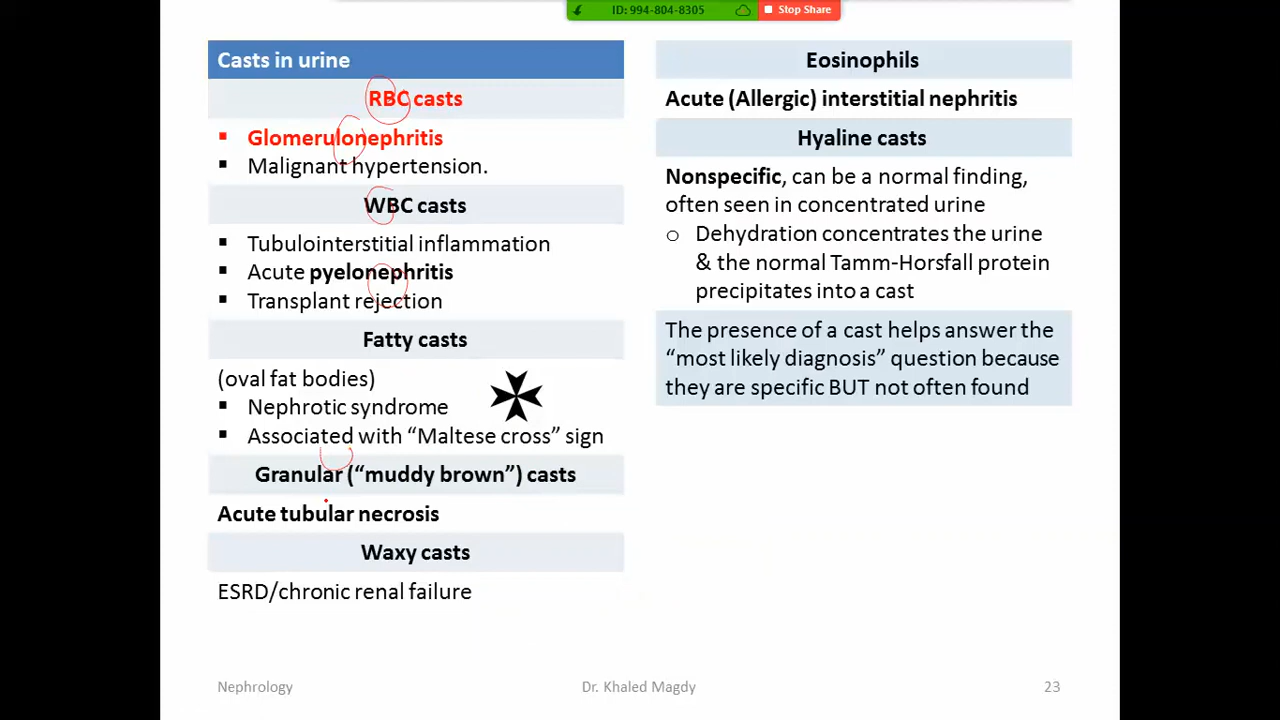 ID: 994-804-8305
Stop Share
Casts in urine
RBC casts
▪ Glomerulonephritis
▪ Malignant hypertension.
WBC casts
▪ Tubulointerstitial inflammation
▪ Acute pyelonephritis
▪ Transplant rejection
Fatty casts
(oval fat bodies)
▪ Nephrotic syndrome
▪ Associated with “Maltese cross” sign
Granular (“muddy brown”) casts
Acute tubular necrosis
Waxy casts
ESRD/chronic renal failure
Eosinophils
Acute (Allergic) interstitial nephritis
Hyaline casts
Nonspecific, can be a normal finding,
often seen in concentrated urine
o Dehydration concentrates the urine
& the normal Tamm-Horsfall protein
precipitates into a cast
The presence of a cast helps answer the
“most likely diagnosis” question because
they are specific BUT not often found
Nephrology
Dr. Khaled Magdy
23